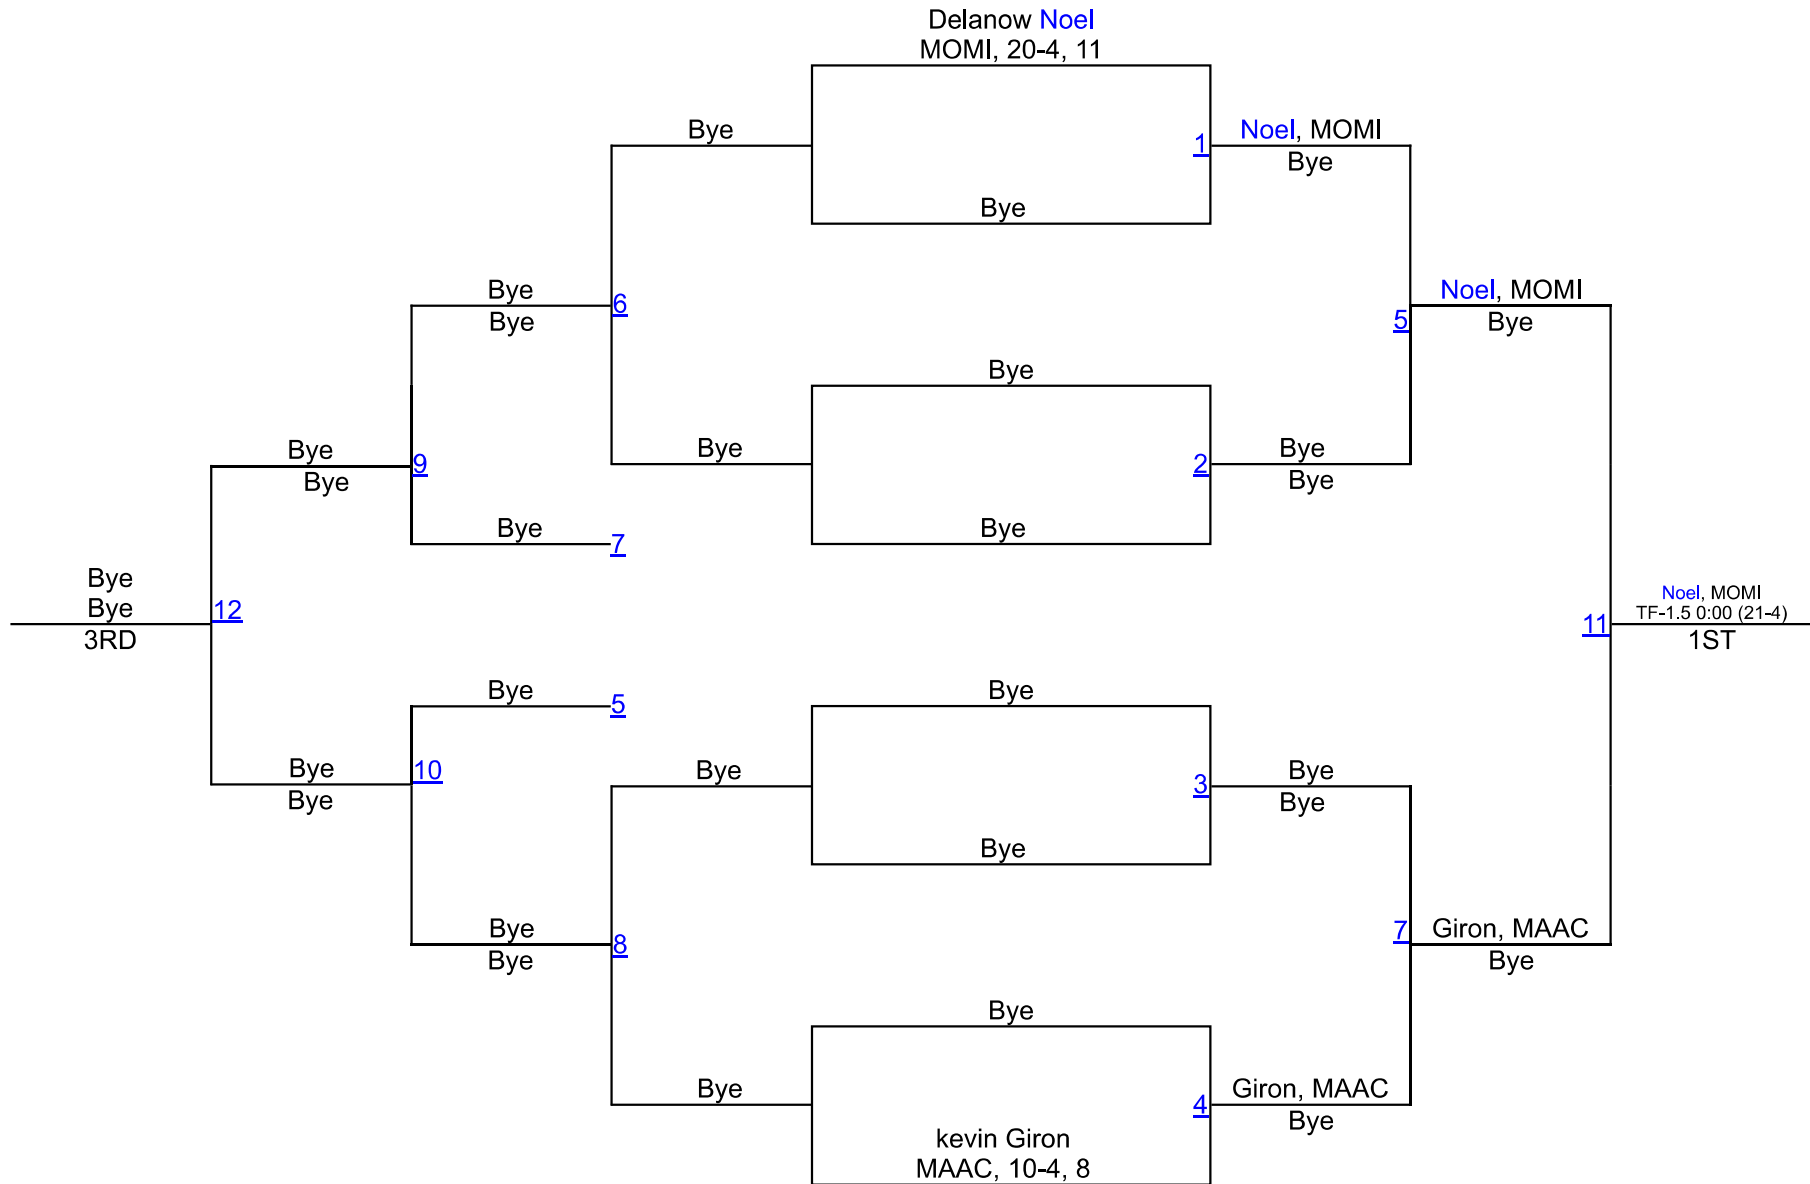 Delanow Noel
MOMI, 20-4, 11
Bye
1
Noel, MOMI
Bye
Bye
Bye
Bye
6
Noel, MOMI
Bye
5
Bye
Bye
2
Bye
Bye
Bye
Bye
Bye
9
Bye
7
Bye
Bye
3RD
12
11
Noel, MOMI
TF-1.5 0:00 (21-4)
1ST
Bye
5
Bye
Bye
Bye
10
Bye
3
Bye
Bye
Bye
Bye
Bye
8
7
Giron, MAAC
Bye
Bye
Bye
4
Giron, MAAC
Bye
kevin Giron
MAAC, 10-4, 8